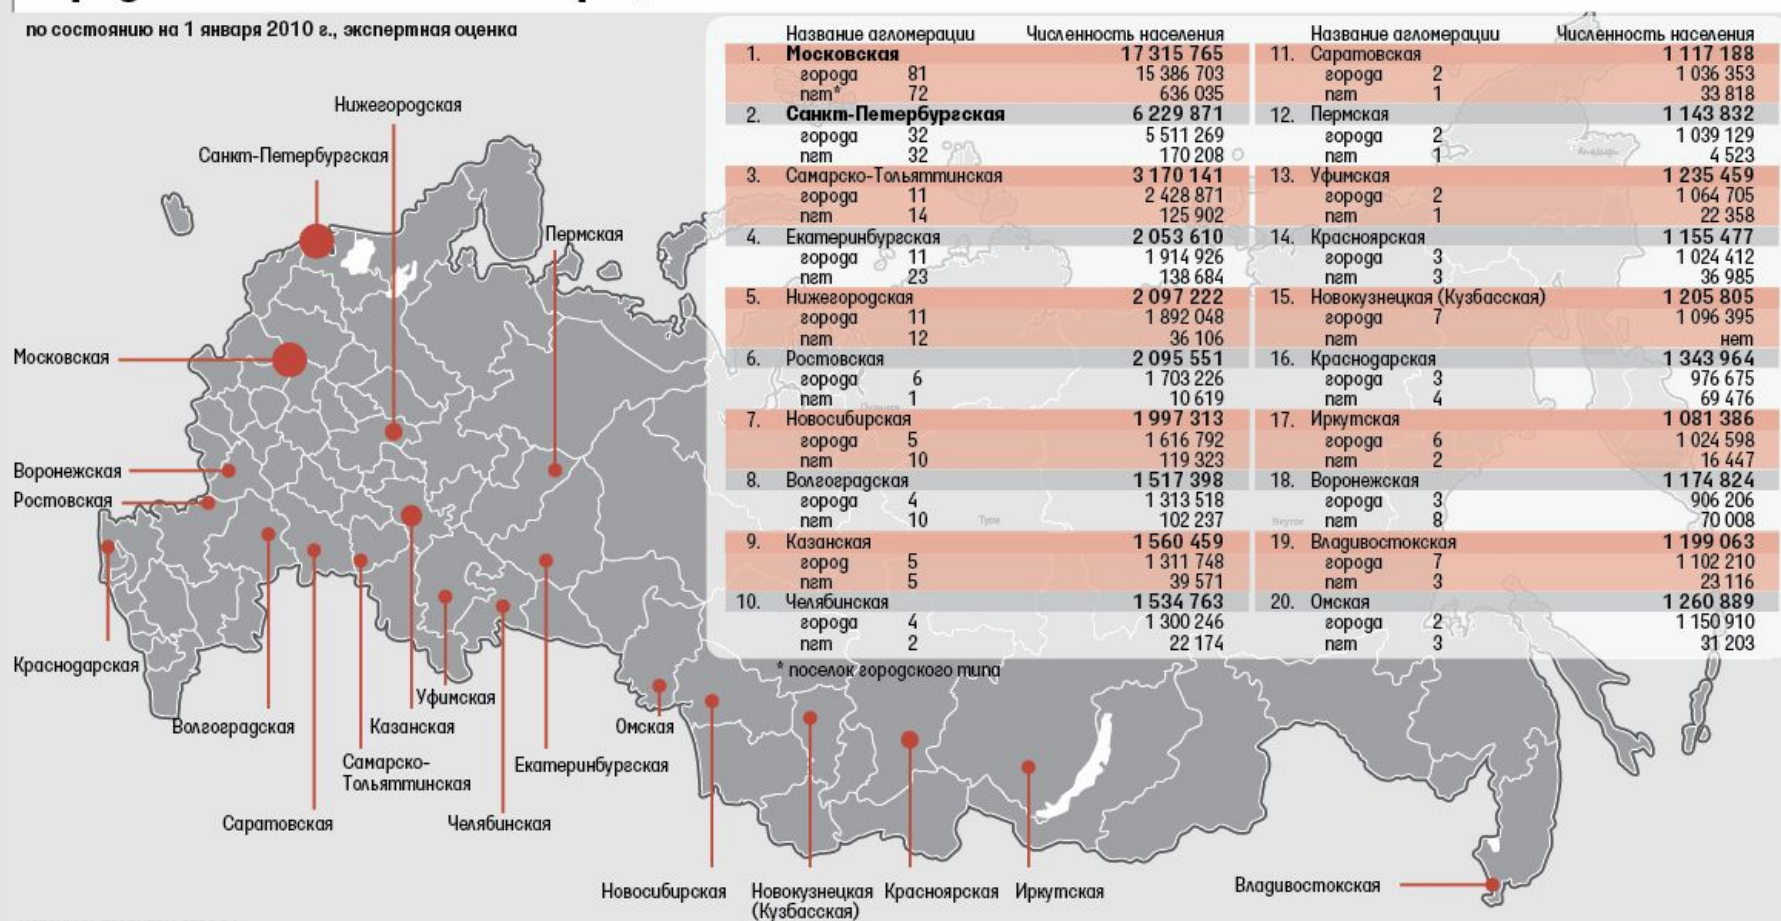 по состоянию на 1 января 2010 г., экспертная оценка
Название агломерации Численность населения
1. Московская 17 315 765
города 81 15 386 703
пгт* 72 636 035
2. Санкт-Петербургская 6 229 871
города 32 5 511 269
пгт 32 170 208
3. Самарско-Тольяттинская 3 170 141
города 11 2 428 871
пгт 14 125 902
4. Екатеринбургская 2 053 610
города 11 1 914 926
пгт 23 138 684
5. Нижегородская 2 097 222
города 11 1 892 048
пгт 12 36 106
6. Ростовская 2 095 551
города 6 1 703 226
пгт 1 10 619
7. Новосибирская 1 997 313
города 5 1 616 792
пгт 10 119 323
8. Волгоградская 1 517 398
города 4 1 313 518
пгт 10 102 237
9. Казанская 1 560 459
город 5 1 311 748
пгт 5 39 571
10. Челябинская 1 534 763
города 4 1 300 246
пгт 2 22 174
Название агломерации Численность населения
11. Саратовская 1 117 188
города 2 1 036 353
пгт 1 33 818
12. Пермская 1 143 832
города 2 1 039 129
пгт 1 4 523
13. Уфимская 1 235 459
города 2 1 064 705
пгт 1 22 358
14. Красноярская 1 155 477
города 3 1 024 412
пгт 3 36 985
15. Новокузнецкая (Кузбасская) 1 205 805
города 7 1 096 395
пгт нет
16. Краснодарская 1 343 964
города 3 976 675
пгт 4 69 476
17. Иркутская 1 081 386
города 6 1 024 598
пгт 2 16 447
18. Воронежская 1 174 824
города 3 906 206
пгт 8 70 008
19. Владивостокская 1 199 063
города 7 1 102 210
пгт 3 23 116
20. Омская 1 260 889
города 2 1 150 910
пгт 3 31 203
* поселок городского типа
Нижегородская
Санкт-Петербургская
Пермская
Московская
Воронежская
Ростовская
Краснодарская
Волгоградская
Уфимская
Казанская
Омская
Самарско-
Тольяттинская
Екатеринбургская
Саратовская
Челябинская
Новосибирская
Новокузнецкая
(Кузбасская)
Красноярская
Иркутская
Владивостокская